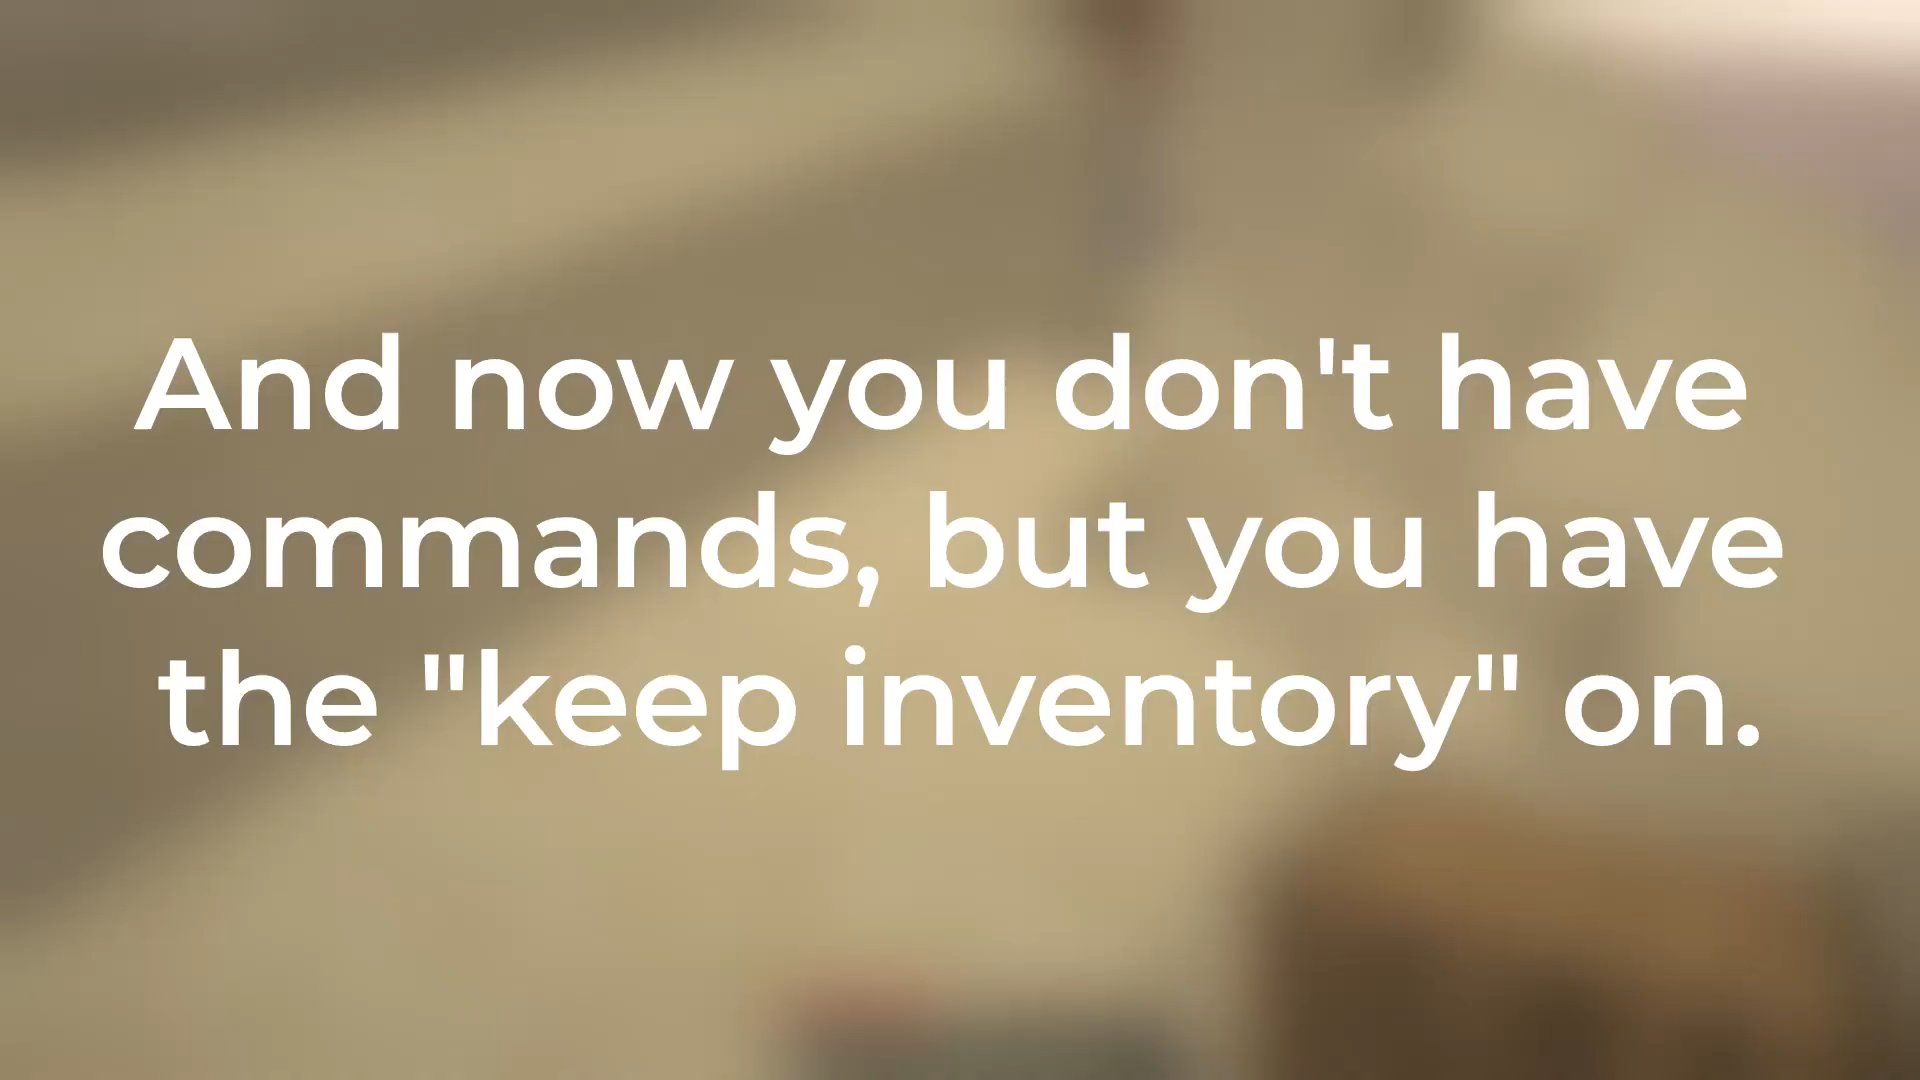 And now you don't have
commands, but you have
the "keep inventory" on.